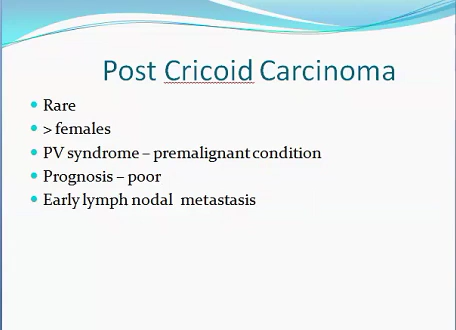 Post Cricoid Carcinoma
Rare
> females
PV syndrome – premalignant condition
Prognosis – poor
Early lymph nodal metastasis